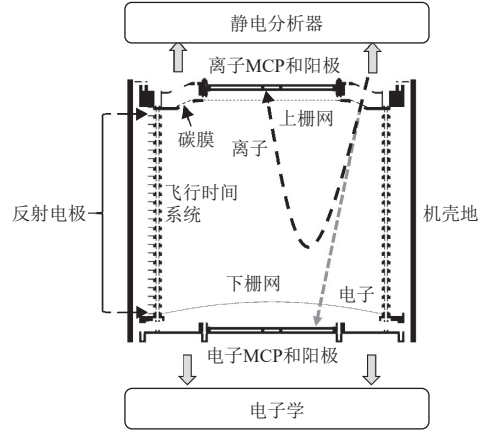 静电分析器
离子MCP和阳极
上栅网
碳膜
离子
飞行时间
系统
反射电极
机壳地
下栅网
电子
电子MCP和阳极
电子学